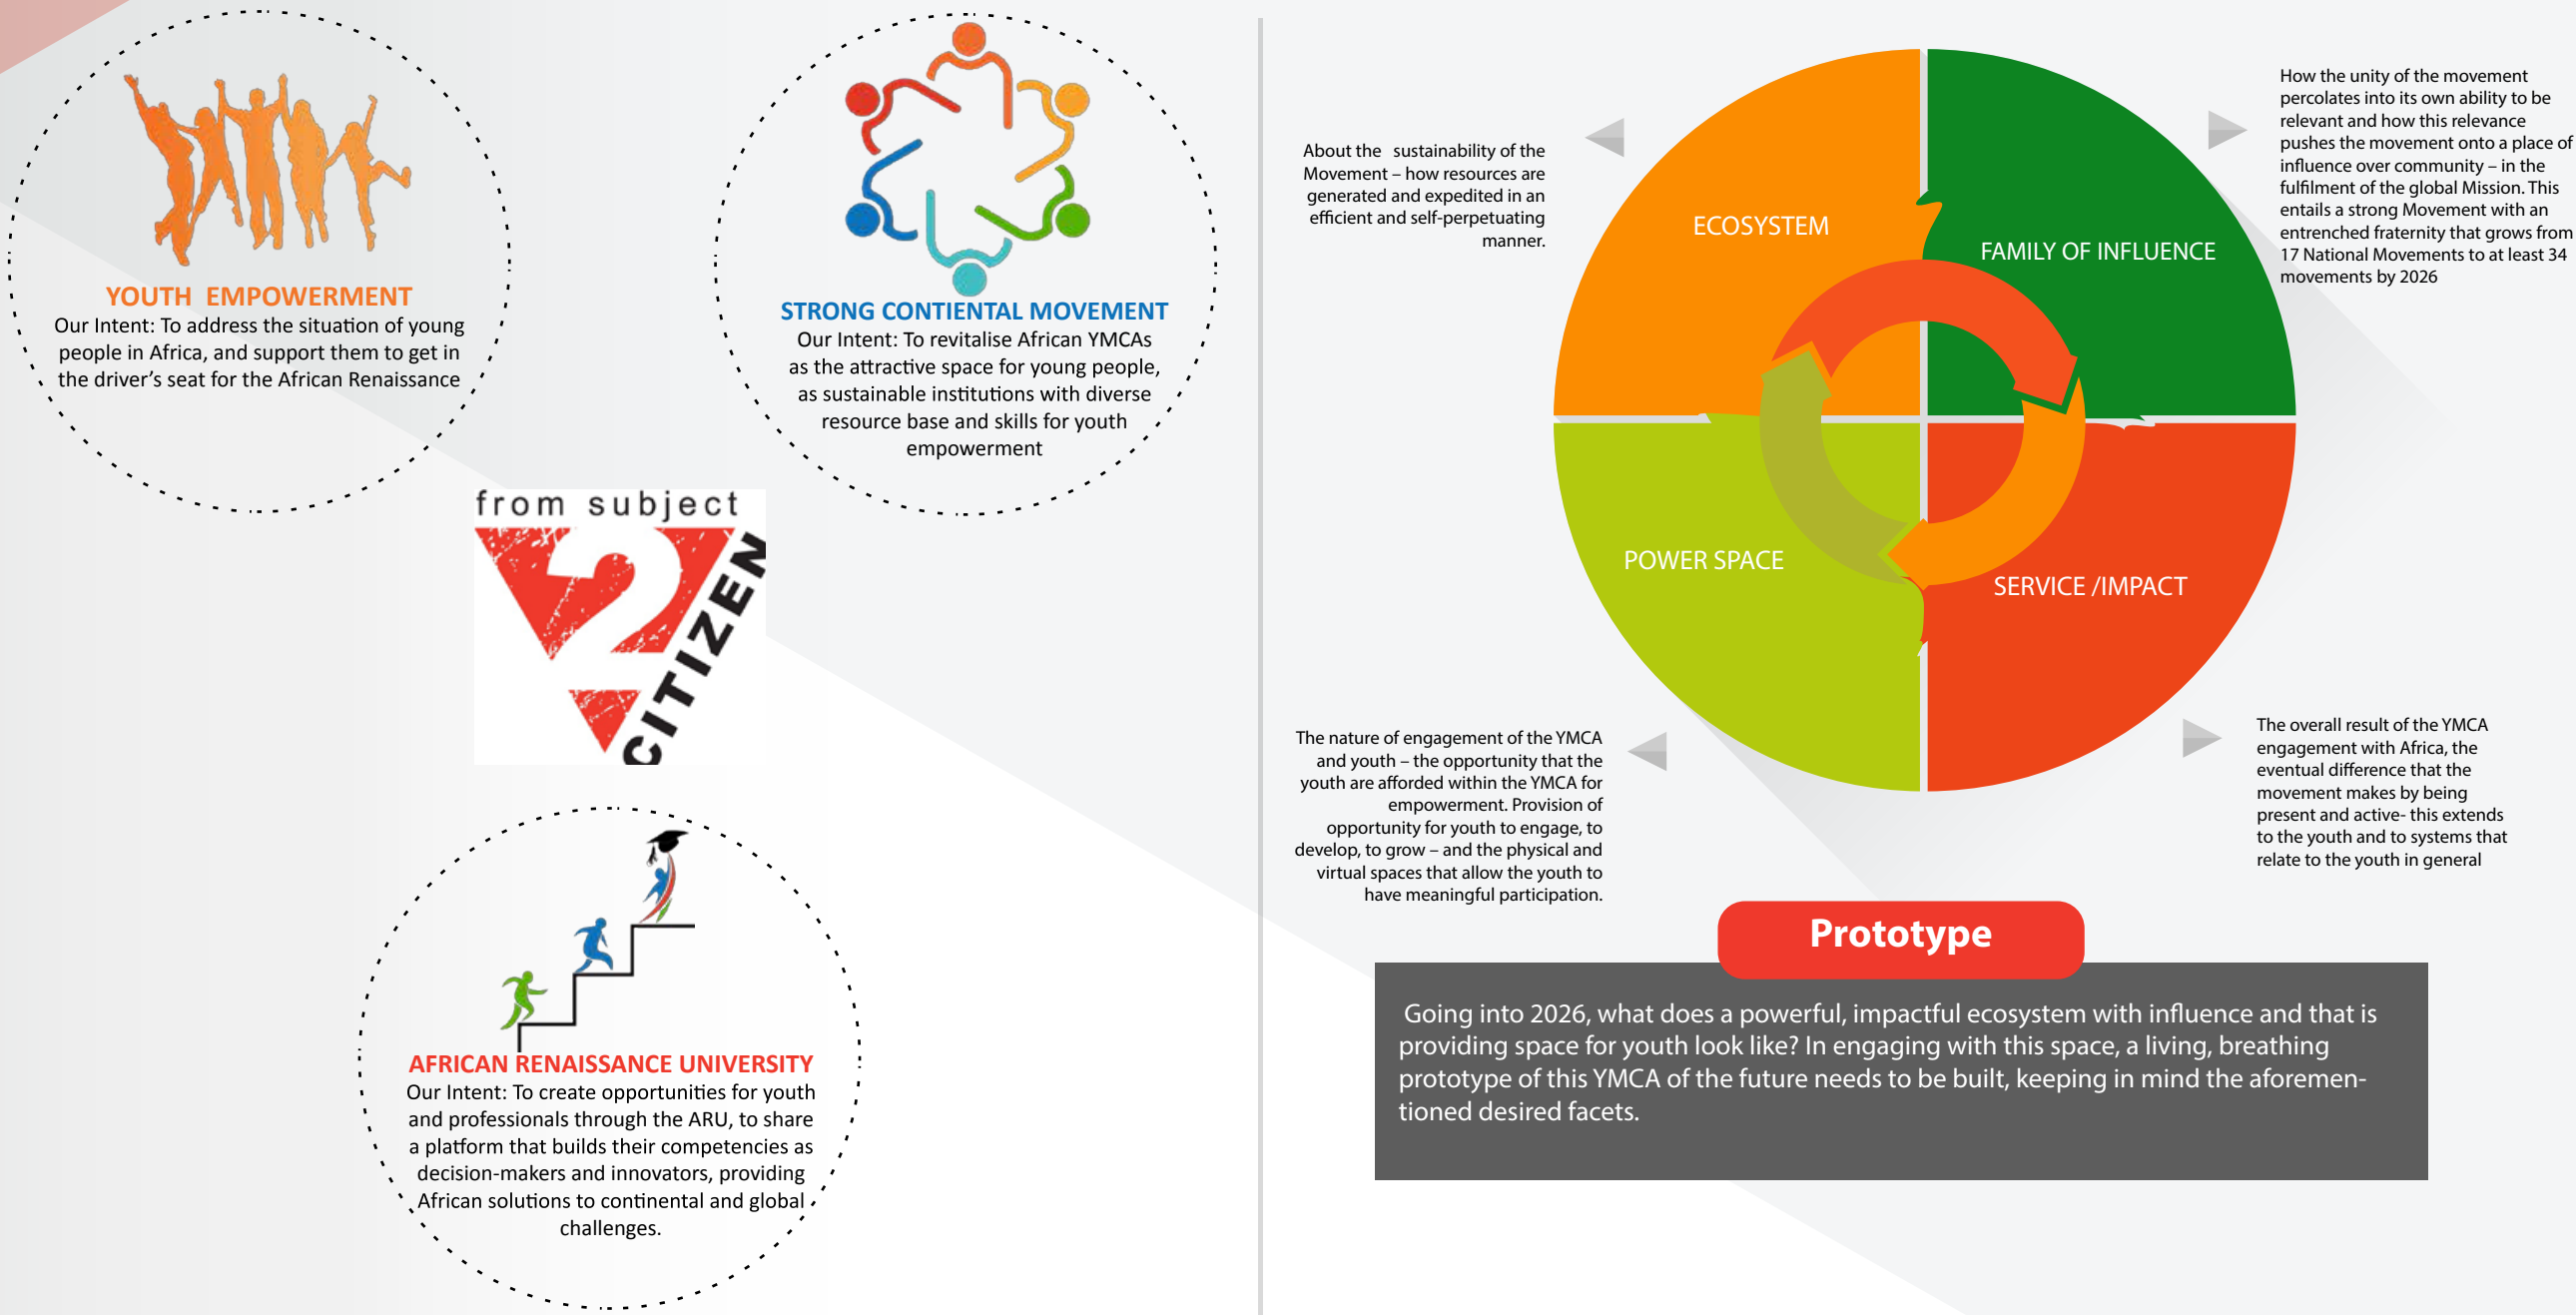 YOUTH  EMPOWERMENT
Our Intent: To address the situation of young
people in Africa, and support them to get in
the driver’s seat for the African Renaissance
STRONG CONTIENTAL MOVEMENT
Our Intent: To revitalise African YMCAs
as the attractive space for young people,
as sustainable institutions with diverse
resource base and skills for youth
empowerment
from subject
2
CITIZEN
AFRICAN RENAISSANCE UNIVERSITY
Our Intent: To create opportunities for youth
and professionals through the ARU, to share
a platform that builds their competencies as
decision-makers and innovators, providing
African solutions to continental and global
challenges.
ECOSYSTEM
About the  sustainability of the
Movement – how resources are
generated and expedited in an
efficient and self-perpetuating
manner.
FAMILY OF INFLUENCE
How the unity of the movement
percolates into its own ability to be
relevant and how this relevance
pushes the movement onto a place of
influence over community – in the
fulfilment of the global Mission. This
entails a strong Movement with an
entrenched fraternity that grows from
17 National Movements to at least 34
movements by 2026
POWER SPACE
The nature of engagement of the YMCA
and youth – the opportunity that the
youth are afforded within the YMCA for
empowerment. Provision of
opportunity for youth to engage, to
develop, to grow – and the physical and
virtual spaces that allow the youth to
have meaningful participation.
SERVICE /IMPACT
The overall result of the YMCA
engagement with Africa, the
eventual difference that the
movement makes by being
present and active- this extends
to the youth and to systems that
relate to the youth in general
Prototype
Going into 2026, what does a powerful, impactful ecosystem with influence and that is
providing space for youth look like? In engaging with this space, a living, breathing
prototype of this YMCA of the future needs to be built, keeping in mind the aforemen-
tioned desired facets.